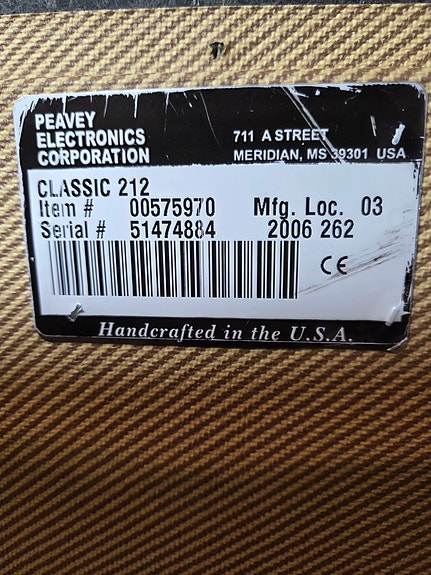 PEAVEY
ELECTRONICS
CORPORATION
711 A STREET
MERIDIAN, MS 39301 USA
CLASSIC 212
Item # 00575970 Mfg. Loc. 03
Serial # 51474884 2006 262
CE
Handcrafted in the U.S.A.